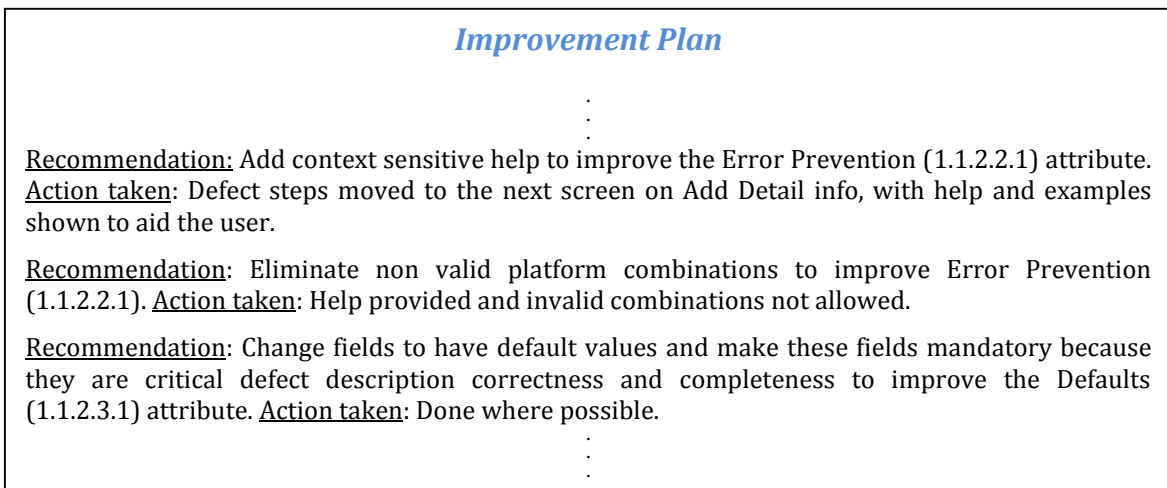 Improvement Plan
.
.
.
Recommendation: Add context sensitive help to improve the Error Prevention (1.1.2.2.1) attribute.
Action taken: Defect steps moved to the next screen on Add Detail info, with help and examples
shown to aid the user.
Recommendation: Eliminate non valid platform combinations to improve Error Prevention
(1.1.2.2.1). Action taken: Help provided and invalid combinations not allowed.
Recommendation: Change fields to have default values and make these fields mandatory because
they are critical defect description correctness and completeness to improve the Defaults
(1.1.2.3.1) attribute. Action taken: Done where possible.
.
.
.